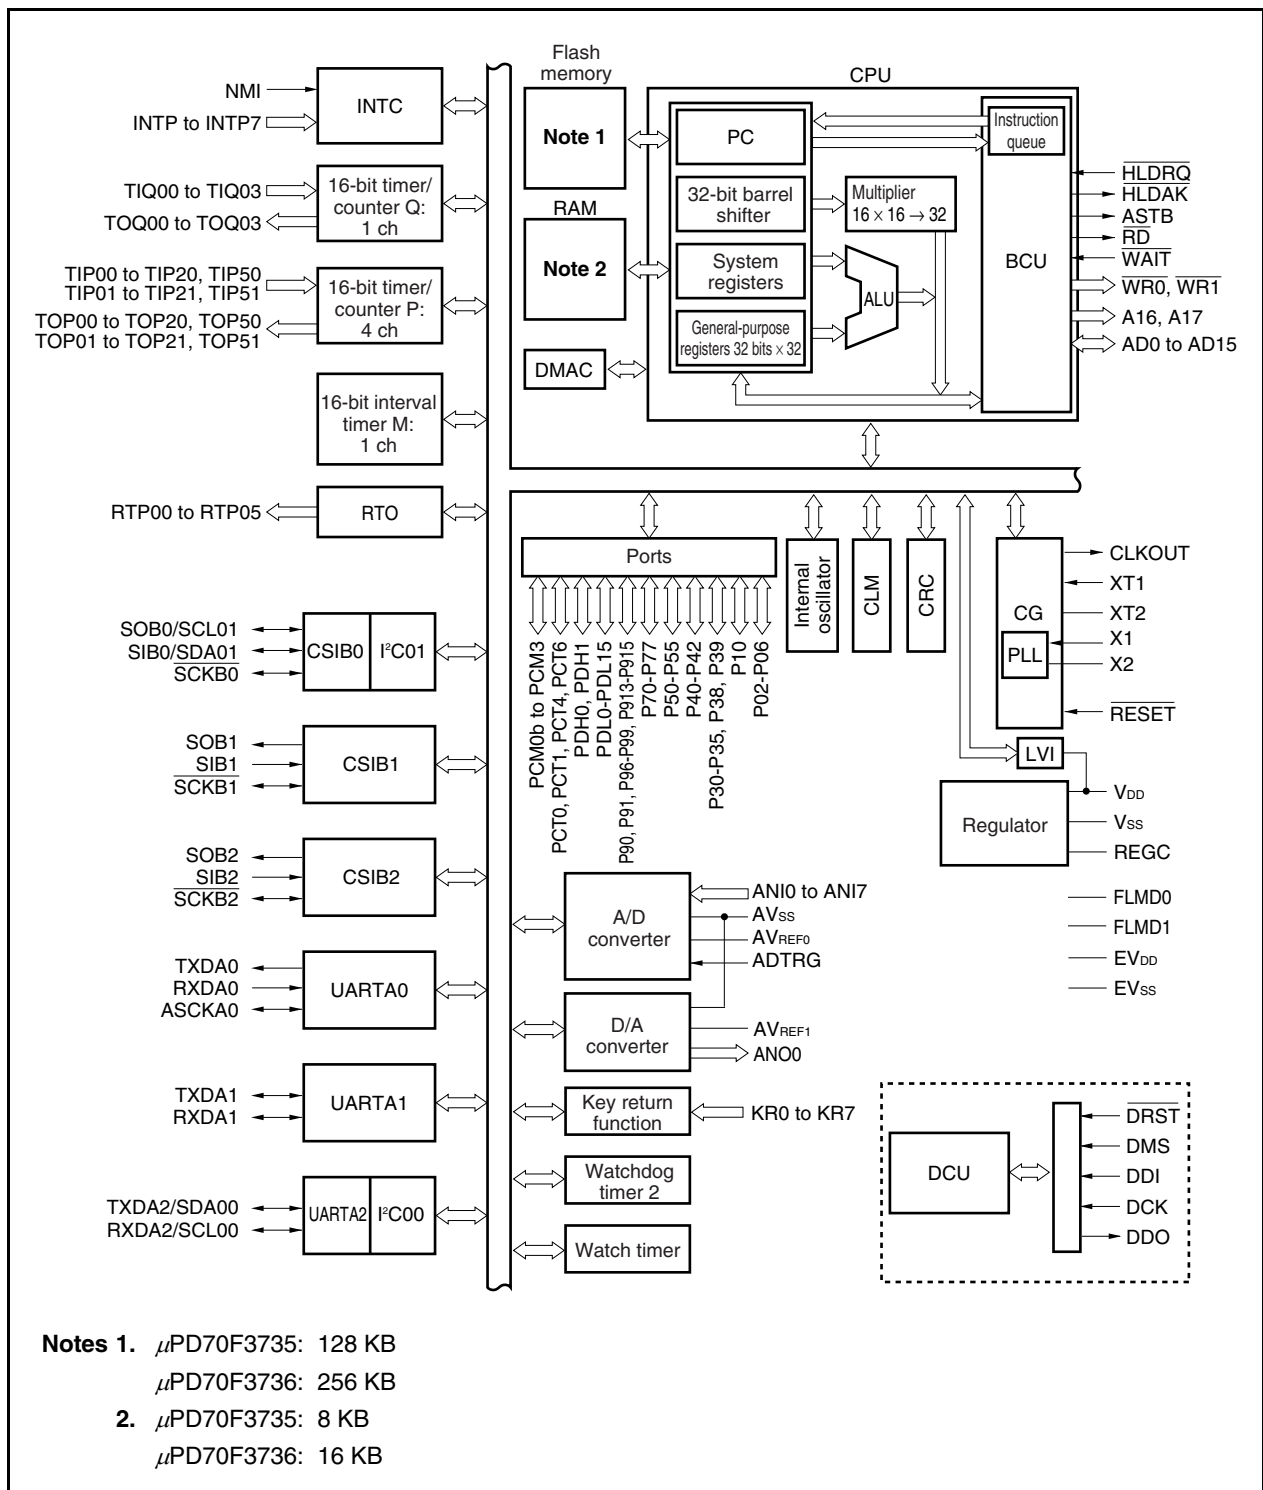 NMI
INTP to INTP7
INTC
TIQ00 to TIQ03
TOQ00 to TOQ03
16-bit timer/
counter Q:
1 ch
TIP00 to TIP20, TIP50
TIP01 to TIP21, TIP51
TOP00 to TOP20, TOP50
TOP01 to TOP21, TOP51
16-bit timer/
counter P:
4 ch
16-bit interval
timer M:
1 ch
RTP00 to RTP05
RTO
SOB0/SCL01
SIB0/SDA01
SCKB0
CSIB0
I²C01
SOB1
SIB1
SCKB1
CSIB1
SOB2
SIB2
SCKB2
CSIB2
TXDA0
RXDA0
ASCKA0
UARTA0
TXDA1
RXDA1
UARTA1
TXDA2/SDA00
RXDA2/SCL00
UARTA2
I²C00
Flash
memory
Note 1
RAM
Note 2
DMAC
CPU
PC
32-bit barrel
shifter
System
registers
General-purpose
registers 32 bits × 32
Multiplier
16 × 16 → 32
ALU
Instruction
queue
BCU
HLDRQ
HLDAK
ASTB
RD
WAIT
WR0, WR1
A16, A17
AD0 to AD15
Ports
PCM0b to PCM3
PCT0, PCT1, PCT4, PCT6
PDH0, PDH1
PDL0-PDL15
P90, P91, P96-P99, P913-P915
P70-P77
P50-P55
P40-P42
P30-P35, P38, P39
P10
P02-P06
Internal
oscillator
CLM
CRC
CG
PLL
CLKOUT
XT1
XT2
X1
X2
RESET
LVI
Regulator
VDD
VSS
REGC
FLMD0
FLMD1
EVDD
EVSS
A/D
converter
ANI0 to ANI7
AVSS
AVREF0
ADTRG
D/A
converter
AVREF1
ANO0
Key return
function
KR0 to KR7
Watchdog
timer 2
Watch timer
DCU
DRST
DMS
DDI
DCK
DDO
Notes 1. μPD70F3735: 128 KB
μPD70F3736: 256 KB
2. μPD70F3735: 8 KB
μPD70F3736: 16 KB